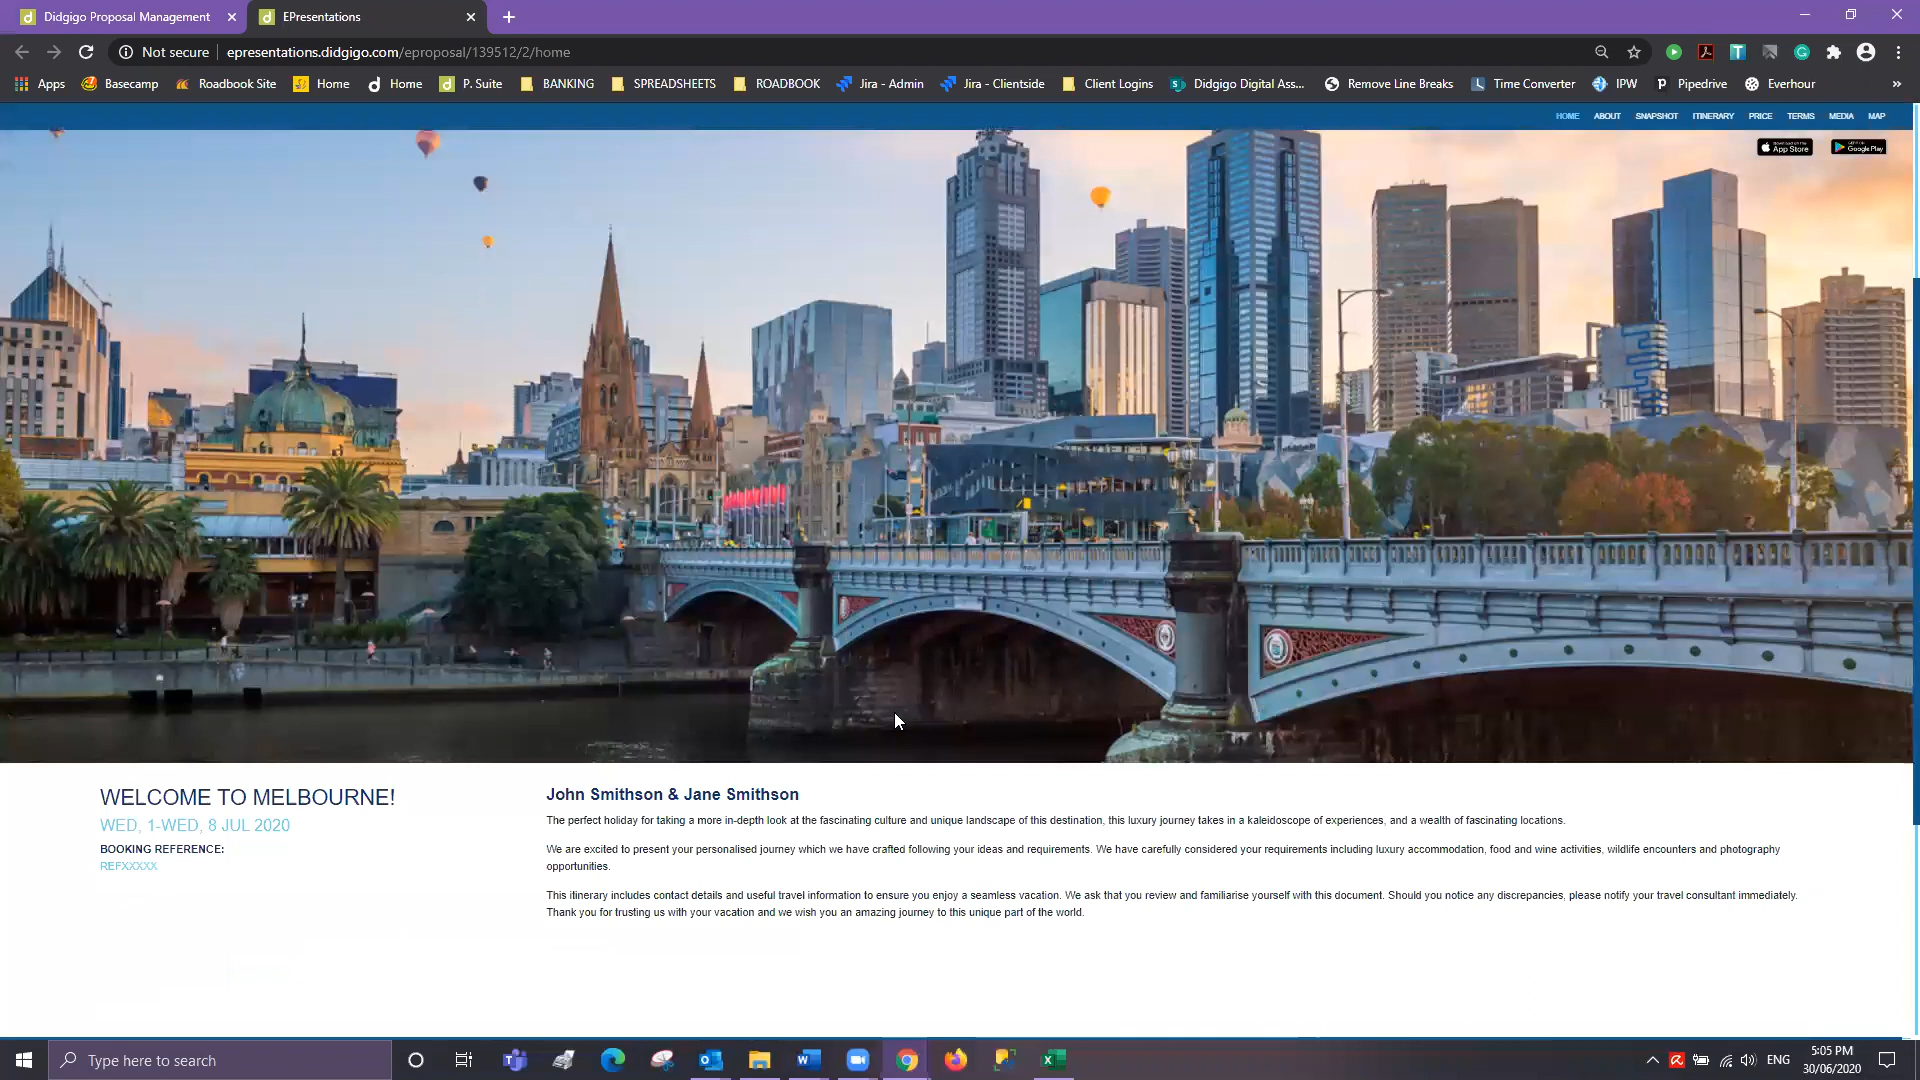 Didgigo Proposal Management
EPresentations
Not secure
epresentations.didgigo.com/eproposal/139512/2/home
Apps
Basecamp
Roadbook Site
Home
Home
P. Suite
BANKING
SPREADSHEETS
ROADBOOK
Jira - Admin
Jira - Clientside
Client Logins
Didgigo Digital Ass...
Remove Line Breaks
Time Converter
IPW
Pipedrive
Everhour
HOME
ABOUT
SNAPSHOT
ITINERARY
PRICE
TERMS
MEDIA
MAP
App Store
Google Play
WELCOME TO MELBOURNE!
WED, 1-WED, 8 JUL 2020
BOOKING REFERENCE:
REFXXXXX
John Smithson & Jane Smithson
The perfect holiday for taking a more in-depth look at the fascinating culture and unique landscape of this destination, this luxury journey takes in a kaleidoscope of experiences, and a wealth of fascinating locations.
We are excited to present your personalised journey which we have crafted following your ideas and requirements. We have carefully considered your requirements including luxury accommodation, food and wine activities, wildlife encounters and photography
opportunities.
This itinerary includes contact details and useful travel information to ensure you enjoy a seamless vacation. We ask that you review and familiarise yourself with this document. Should you notice any discrepancies, please notify your travel consultant immediately.
Thank you for trusting us with your vacation and we wish you an amazing journey to this unique part of the world.
Type here to search
ENG
5:05 PM
30/06/2020